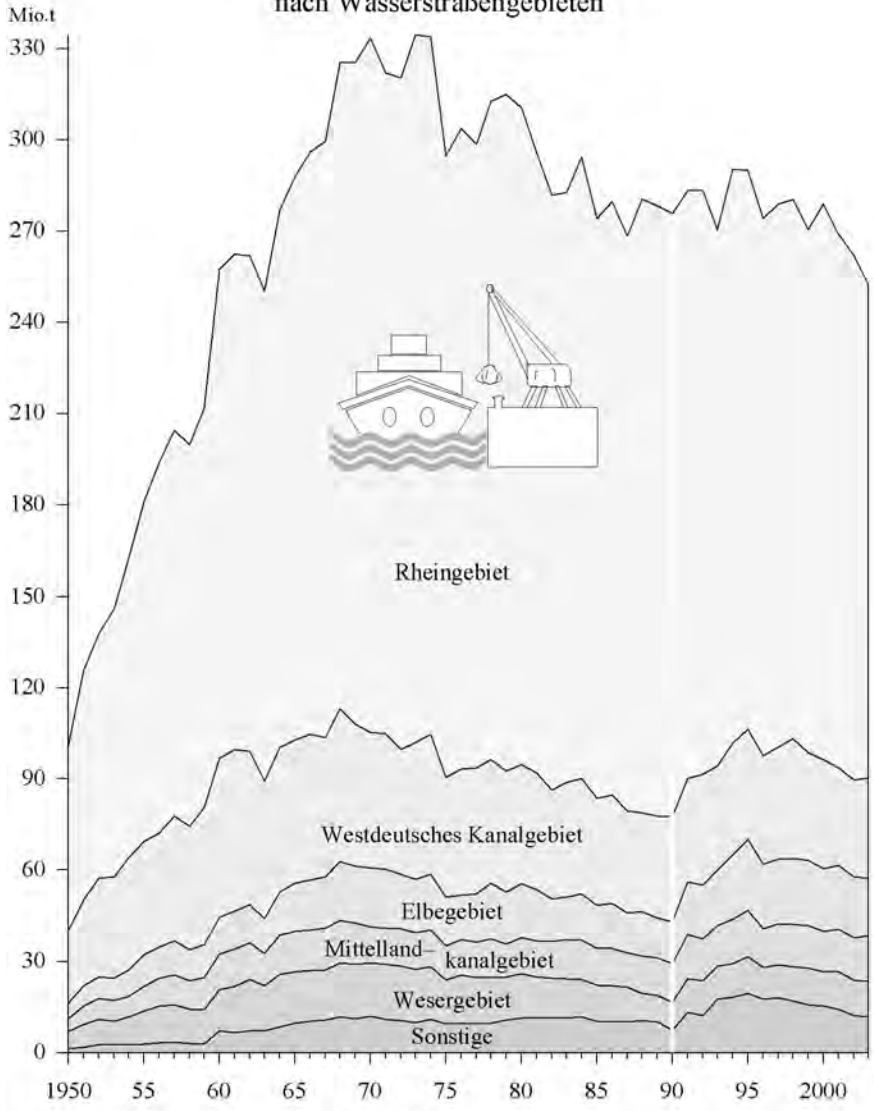 nach Wasserstraßengebieten
Mio.t
330
300
270
240
210
180
150
120
90
60
30
0
Rheingebiet
Westdeutsches Kanalgebiet
Elbegebiet
Mittelland–
kanalgebiet
Wesergebiet
Sonstige
1950 55 60 65 70 75 80 85 90 95 2000